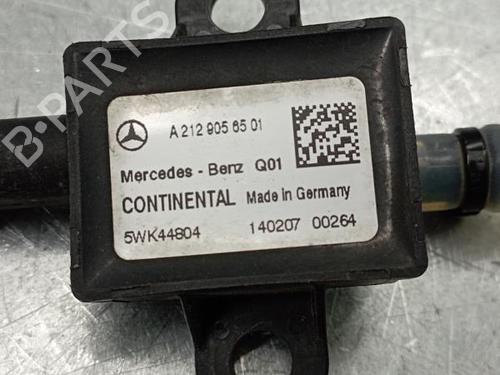 A 212 905 65 01
Mercedes - Benz Q01
CONTINENTAL Made in Germany
5WK44804 140207 00264
B-PARTS